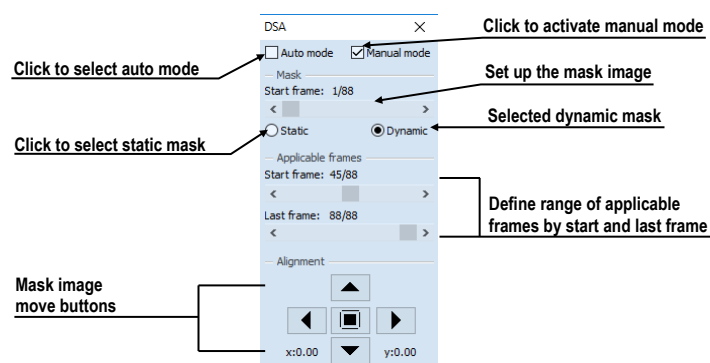 DSA
Click to activate manual mode
Auto mode
Manual mode
Click to select auto mode
Mask
Set up the mask image
Start frame: 1/88
Selected dynamic mask
Static
Dynamic
Click to select static mask
Applicable frames
Start frame: 45/88
Define range of applicable
frames by start and last frame
Last frame: 88/88
Alignment
Mask image
move buttons
x:0.00
y:0.00